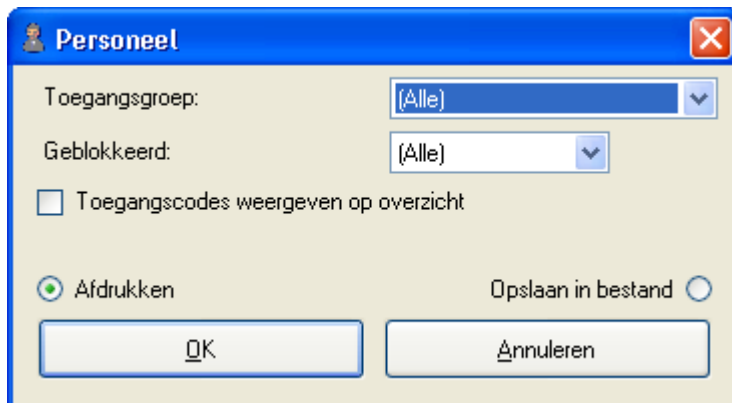 Personeel
Toegangsgroep: (Alle)
Geblokkeerd: (Alle)
Toegangscodes weergeven op overzicht
Afdrukken Opslaan in bestand
OK Annuleren